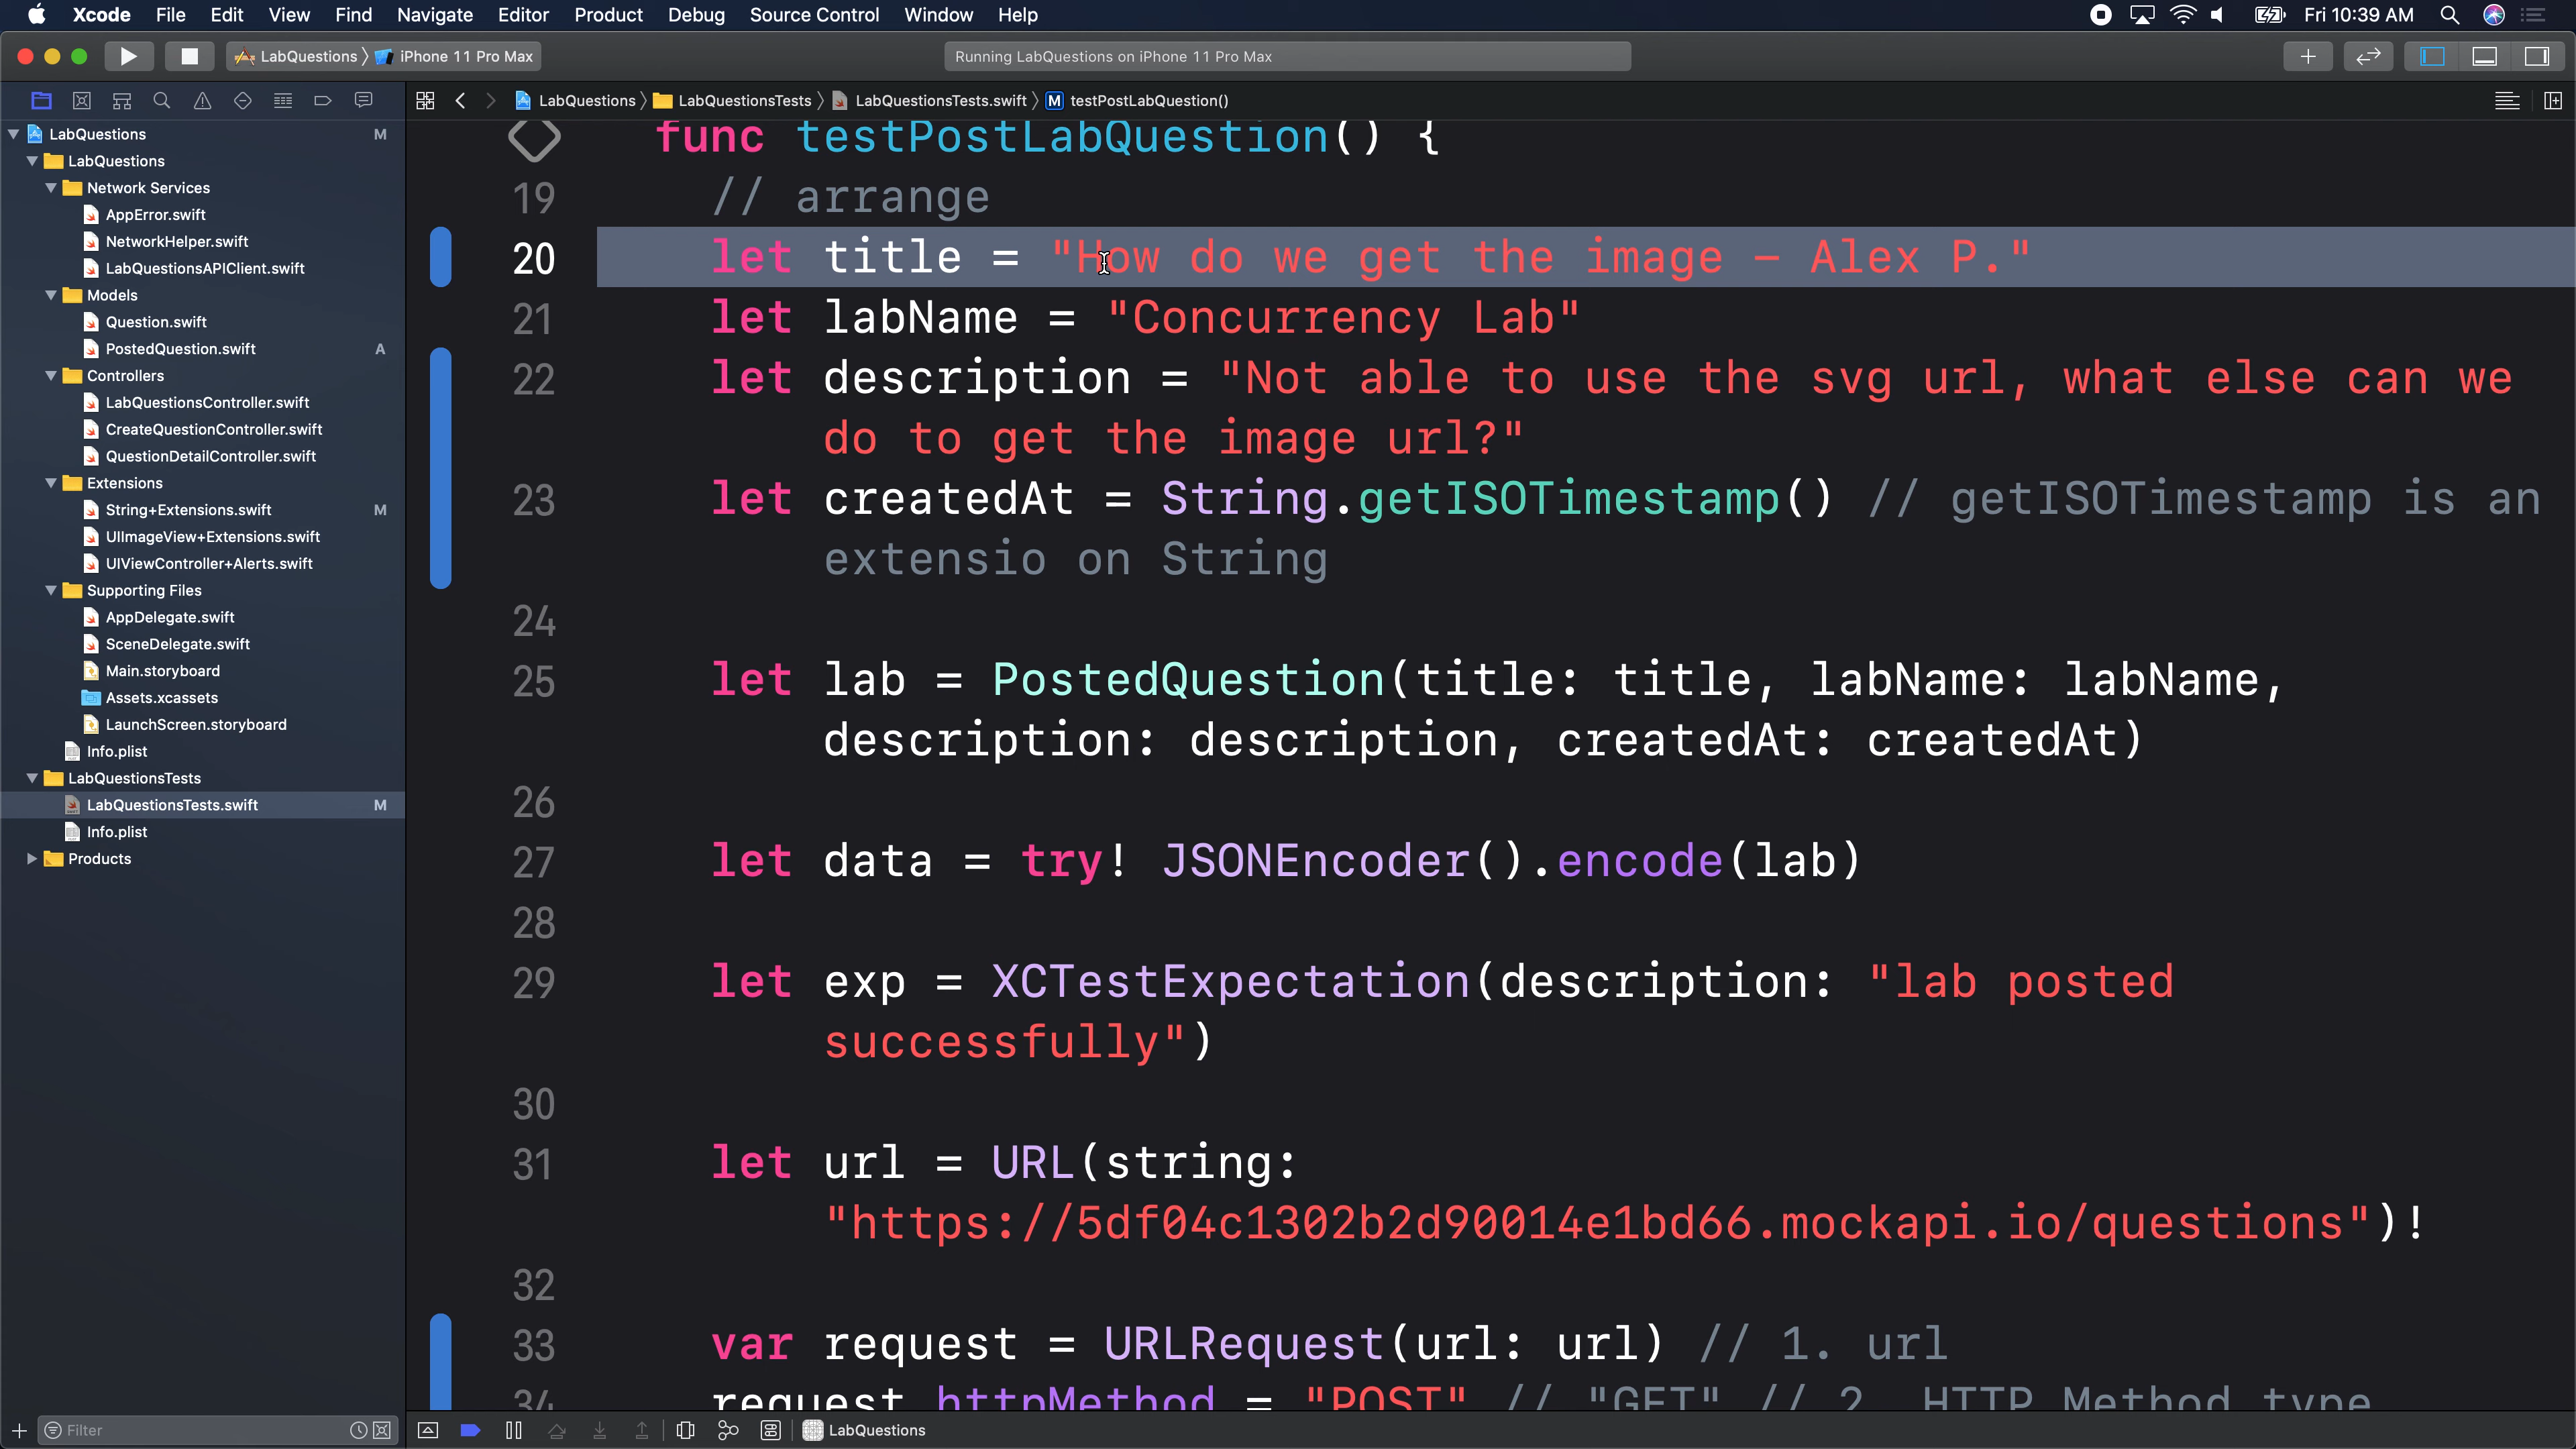 Xcode File Edit View Find Navigate Editor Product Debug Source Control Window Help Fri 10:39 AM
LabQuestions iPhone 11 Pro Max Running LabQuestions on iPhone 11 Pro Max
LabQuestions LabQuestionsTests LabQuestionsTests.swift M testPostLabQuestion()
LabQuestions M
LabQuestions
Network Services
AppError.swift
NetworkHelper.swift
LabQuestionsAPIClient.swift
Models
Question.swift
PostedQuestion.swift A
Controllers
LabQuestionsController.swift
CreateQuestionController.swift
QuestionDetailController.swift
Extensions
String+Extensions.swift M
UIImageView+Extensions.swift
UIViewController+Alerts.swift
Supporting Files
AppDelegate.swift
SceneDelegate.swift
Main.storyboard
Assets.xcassets
LaunchScreen.storyboard
Info.plist
LabQuestionsTests
LabQuestionsTests.swift M
Info.plist
Products
Filter
func testPostLabQuestion() {
19 // arrange
20 let title = "How do we get the image - Alex P."
21 let labName = "Concurrency Lab"
22 let description = "Not able to use the svg url, what else can we
do to get the image url?"
23 let createdAt = String.getISOTimestamp() // getISOTimestamp is an
extensio on String
24
25 let lab = PostedQuestion(title: title, labName: labName,
description: description, createdAt: createdAt)
26
27 let data = try! JSONEncoder().encode(lab)
28
29 let exp = XCTestExpectation(description: "lab posted
successfully")
30
31 let url = URL(string:
"https://5df04c1302b2d90014e1bd66.mockapi.io/questions")!
32
33 var request = URLRequest(url: url) // 1. url
34 request.httpMethod = "POST" // "GET" // 2. HTTP Method type
LabQuestions